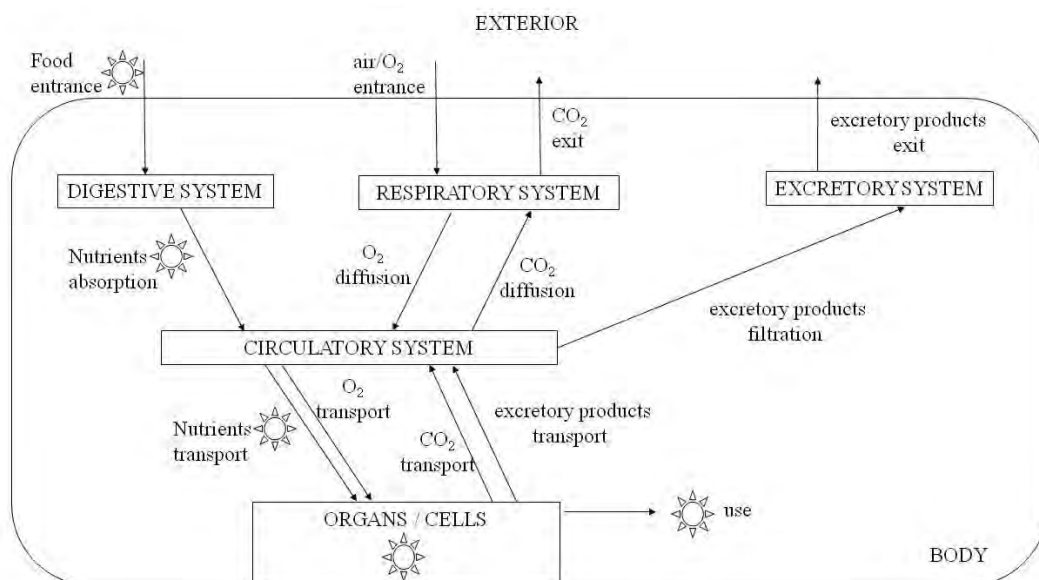 EXTERIOR
Food
entrance
air/O₂
entrance
CO₂
exit
excretory products
exit
DIGESTIVE SYSTEM
RESPIRATORY SYSTEM
EXCRETORY SYSTEM
Nutrients
absorption
O₂
diffusion
CO₂
diffusion
excretory products
filtration
CIRCULATORY SYSTEM
O₂
transport
Nutrients
transport
CO₂
transport
excretory products
transport
ORGANS / CELLS
use
BODY